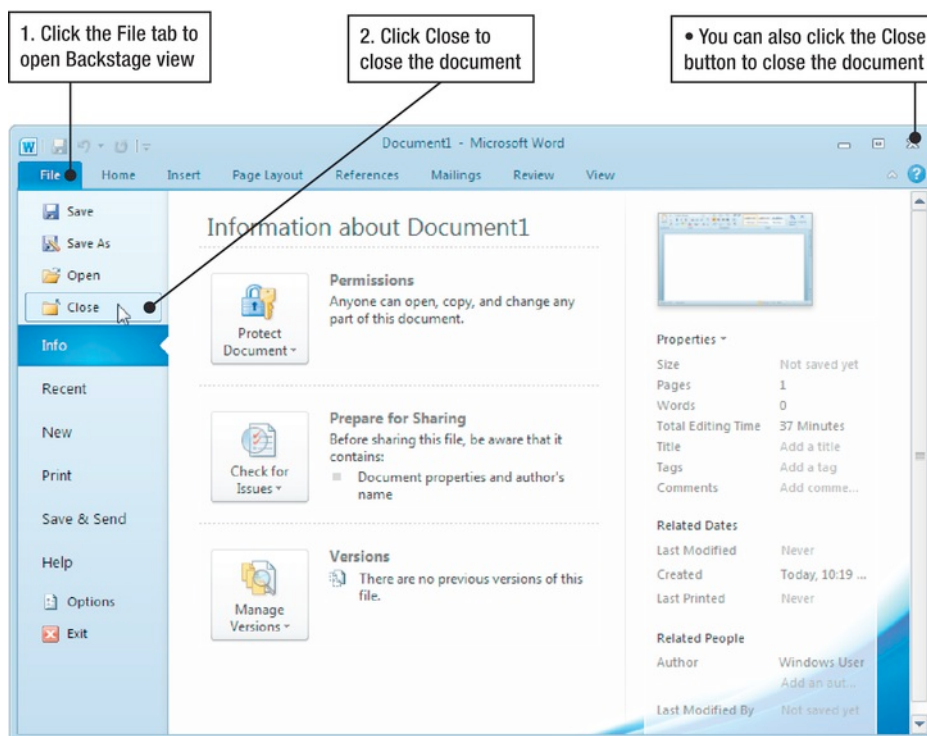 1. Click the File tab to
open Backstage view
2. Click Close to
close the document
• You can also click the Close
button to close the document
W
Document1 - Microsoft Word
File Home Insert Page Layout References Mailings Review View
Save
Save As
Open
Close
Info
Recent
New
Print
Save & Send
Help
Options
Exit
Information about Document1
Protect
Document
Permissions
Anyone can open, copy, and change any
part of this document.
Check for
Issues
Prepare for Sharing
Before sharing this file, be aware that it
contains:
Document properties and author's
name
Manage
Versions
Versions
There are no previous versions of this
file.
Properties
Size Not saved yet
Pages 1
Words 0
Total Editing Time 37 Minutes
Title Add a title
Tags Add a tag
Comments Add comme...
Related Dates
Last Modified Never
Created Today, 10:19 ...
Last Printed Never
Related People
Author Windows User
Add an aut...
Last Modified By Not saved yet